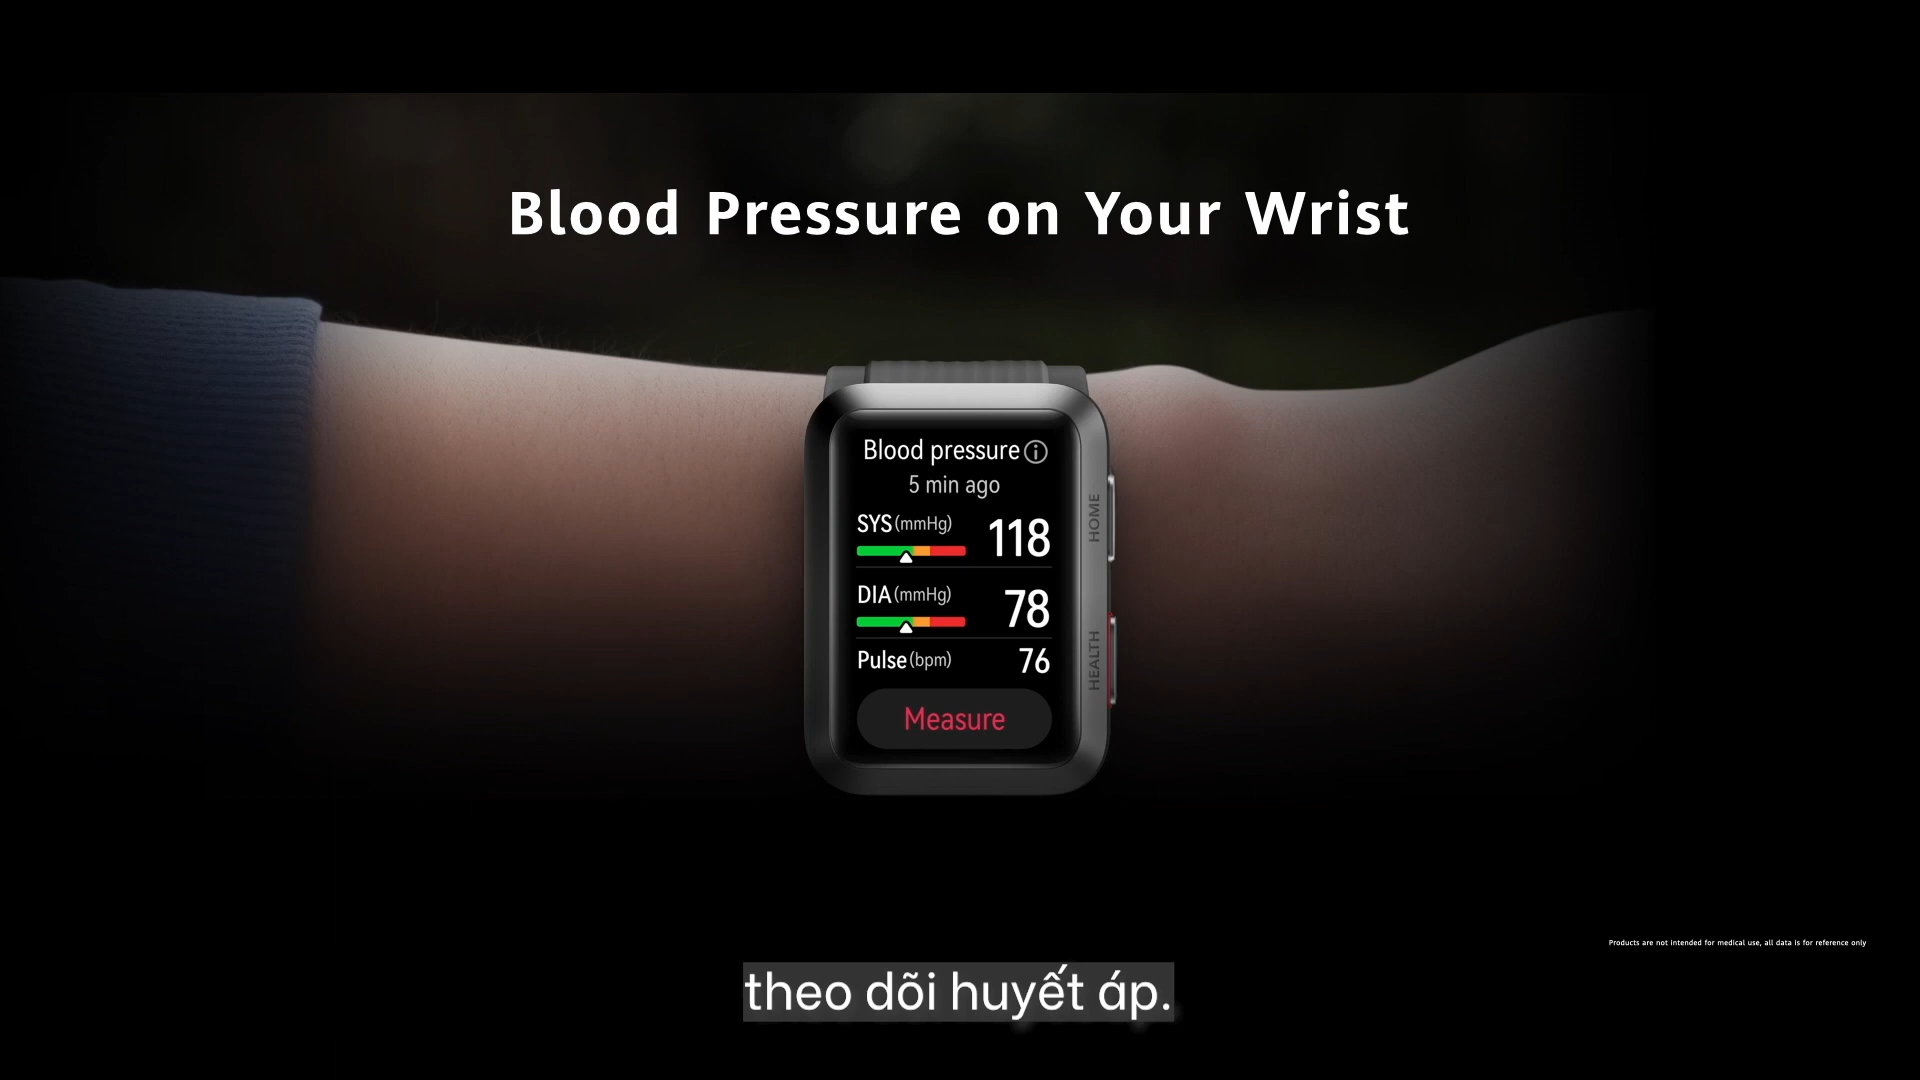 Blood Pressure on Your Wrist
Blood pressure
5 min ago
SYS (mmHg) 118
DIA (mmHg) 78
Pulse (bpm) 76
Measure
HOME
HEALTH
Products are not intended for medical use, all data is for reference only
theo dõi huyết áp.